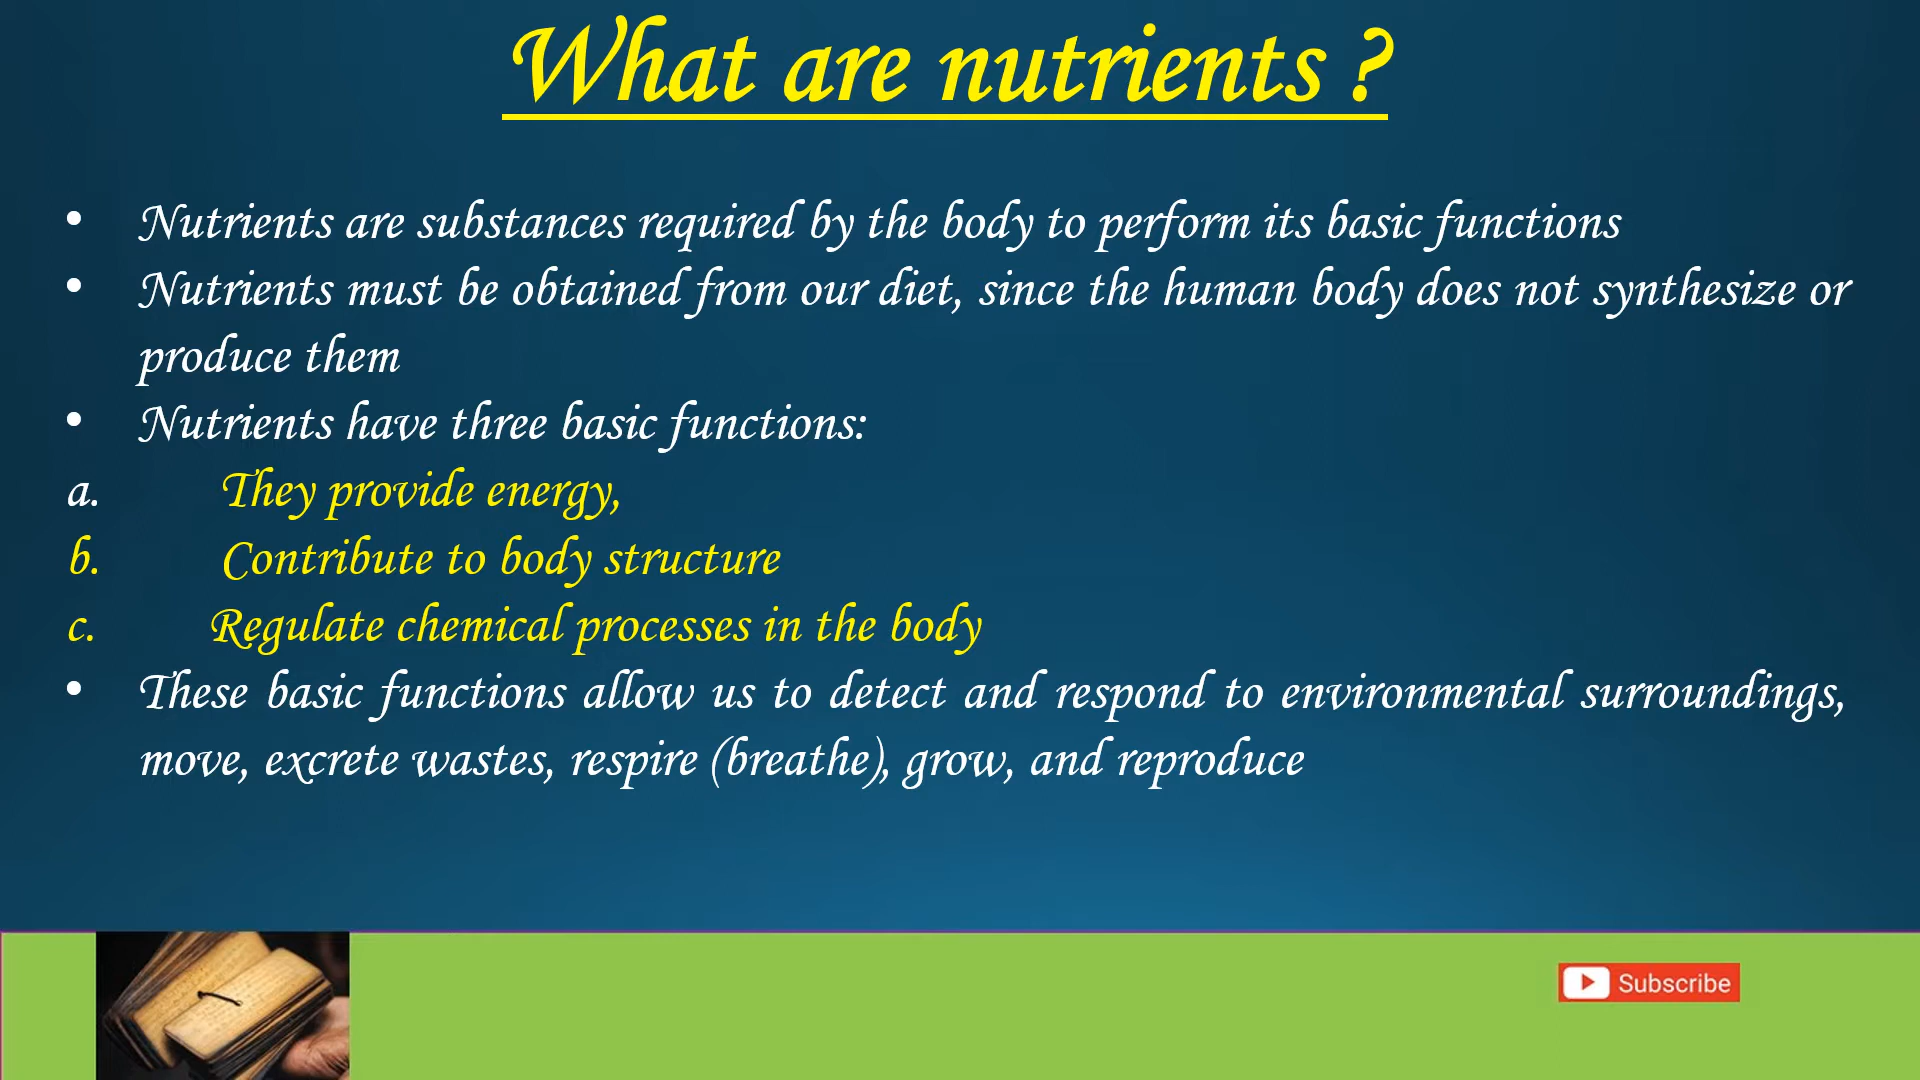 What are nutrients ?
• Nutrients are substances required by the body to perform its basic functions
• Nutrients must be obtained from our diet, since the human body does not synthesize or
produce them
• Nutrients have three basic functions:
a. They provide energy,
b. Contribute to body structure
c. Regulate chemical processes in the body
• These basic functions allow us to detect and respond to environmental surroundings,
move, excrete wastes, respire (breathe), grow, and reproduce
Subscribe